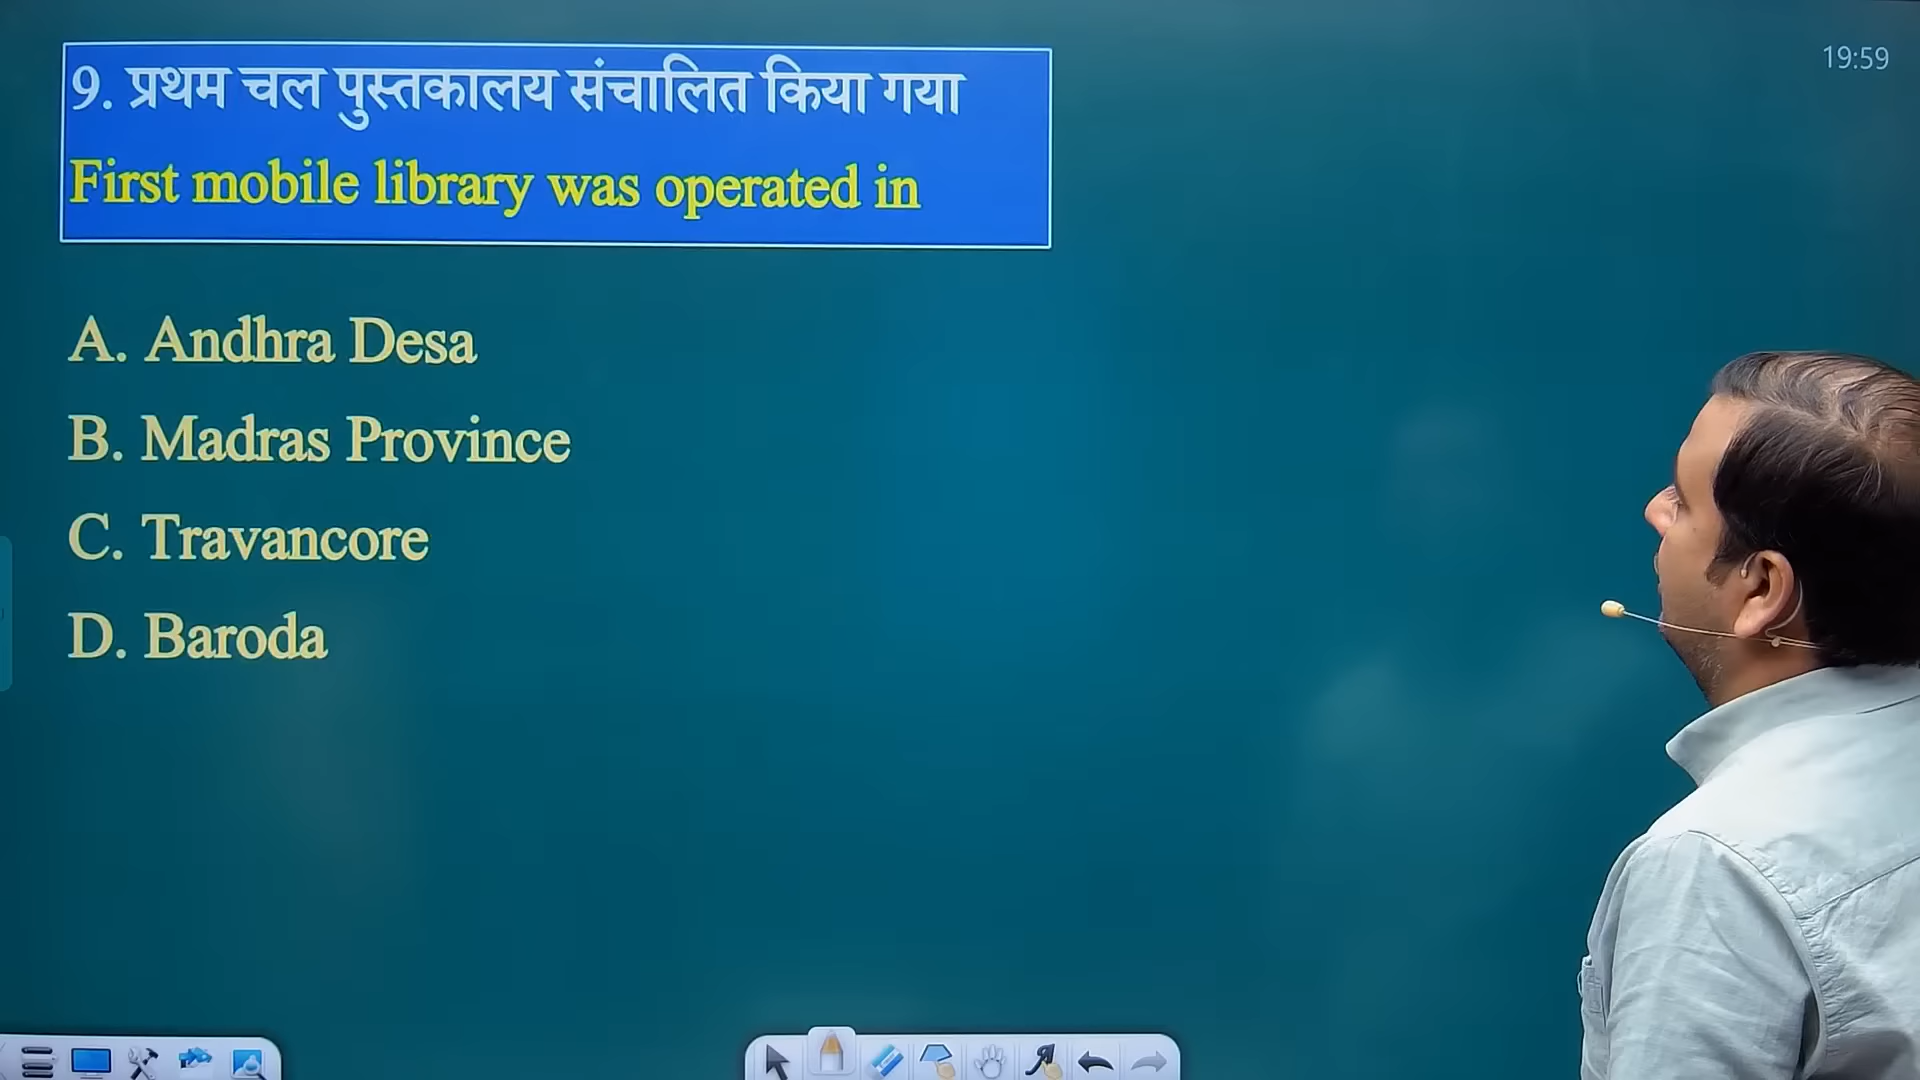 19:59
9. प्रथम चल पुस्तकालय संचालित किया गया
First mobile library was operated in
A. Andhra Desa
B. Madras Province
C. Travancore
D. Baroda